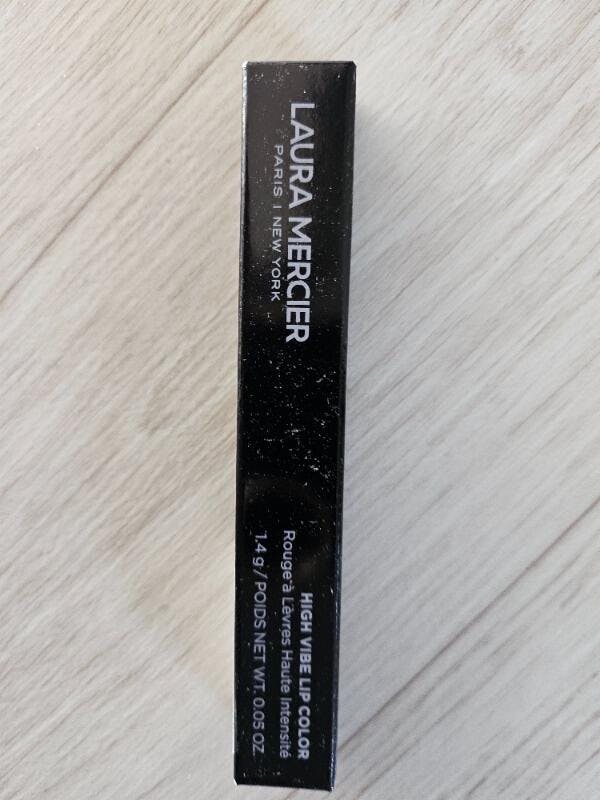 LAURA MERCIER
PARIS | NEW YORK
HIGH VIBE LIP COLOR
Rouge à Lèvres Haute Intensité
1.4 g / POIDS NET WT. 0.05 OZ.